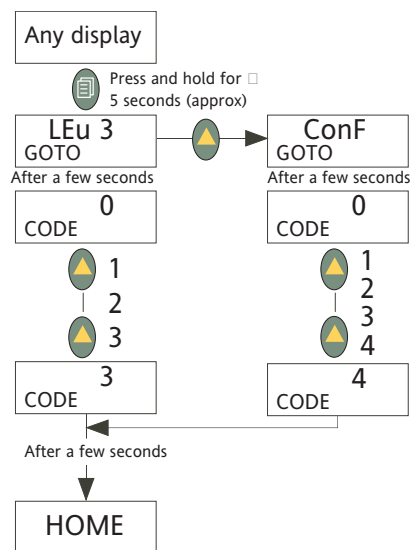 Any display
Press and hold for □
5 seconds (approx)
LEu 3
GOTO
ConF
GOTO
After a few seconds
After a few seconds
0
CODE
0
CODE
1
2
3
1
2
3
4
3
CODE
4
CODE
After a few seconds
HOME